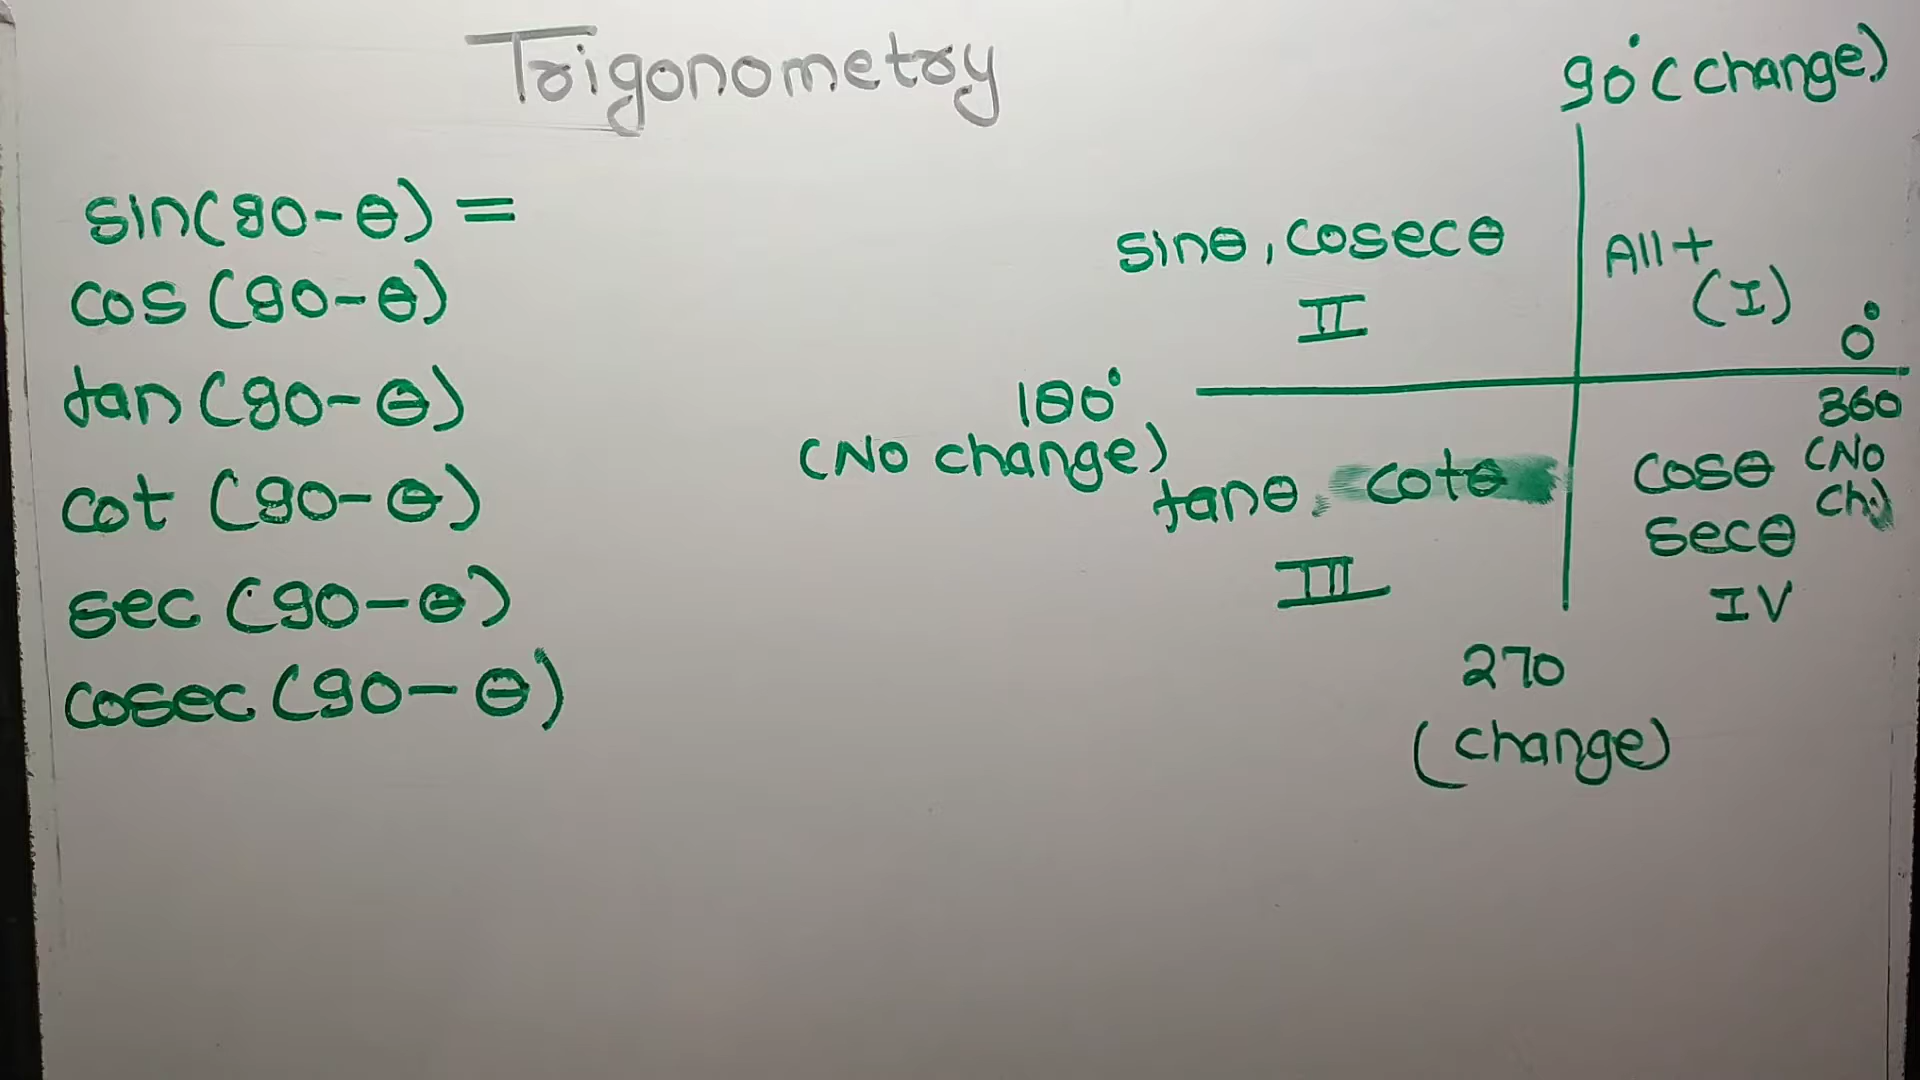 Trigonometry
sin(90-θ) =
cos(90-θ)
tan(90-θ)
cot(90-θ)
sec(90-θ)
cosec(90-θ)
90°(change)
sinθ, cosecθ
II
All+
(I)
0°
180°
(No change)
360
(No
Ch.)
tanθ, cotθ
III
cosθ
secθ
IV
270
(change)